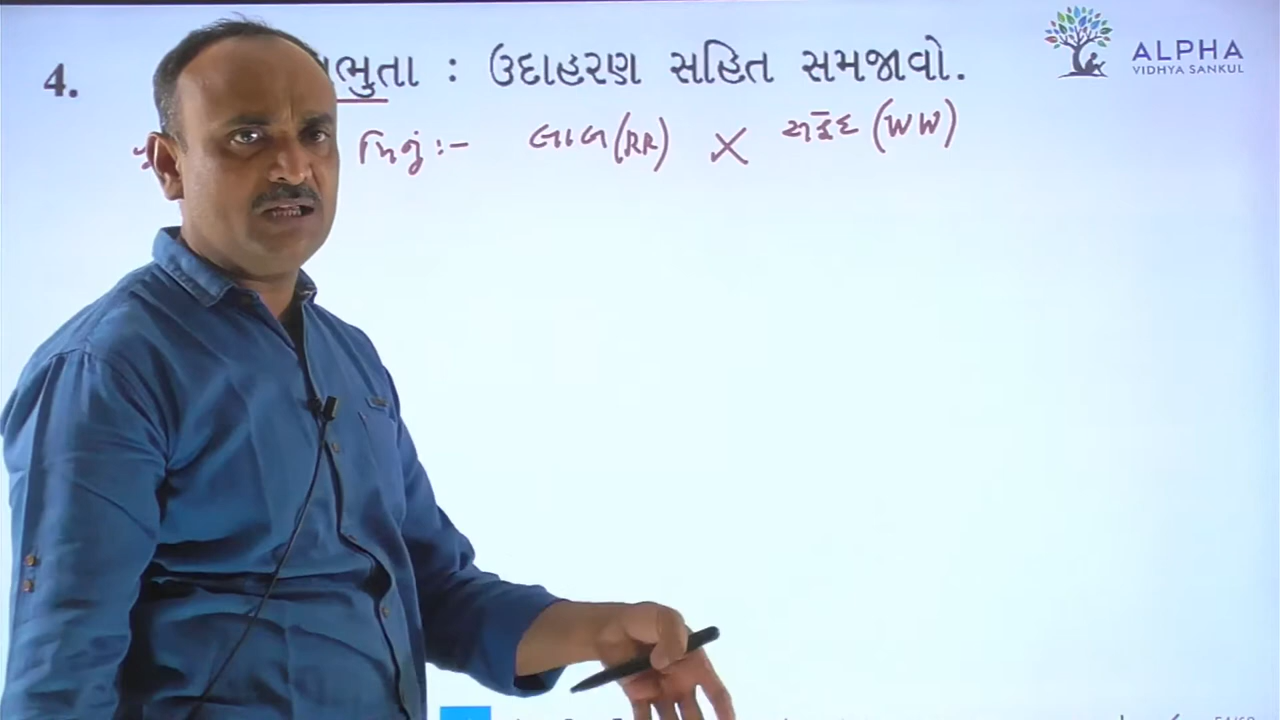 4. ભુતા : ઉદાહરણ સહિત સમજાવો.
ALPHA
VIDHYA SANKUL
લાલ (RR) X સફેદ (WW)